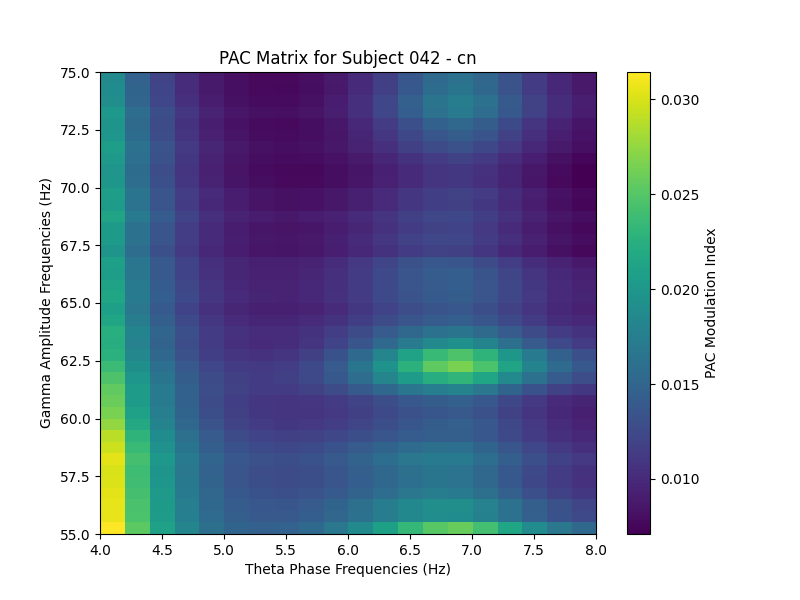 PAC Matrix for Subject 042 - cn
75.0
72.5
70.0
67.5
65.0
62.5
60.0
57.5
55.0
Gamma Amplitude Frequencies (Hz)
4.0 4.5 5.0 5.5 6.0 6.5 7.0 7.5 8.0
Theta Phase Frequencies (Hz)
0.030
0.025
0.020
0.015
0.010
PAC Modulation Index